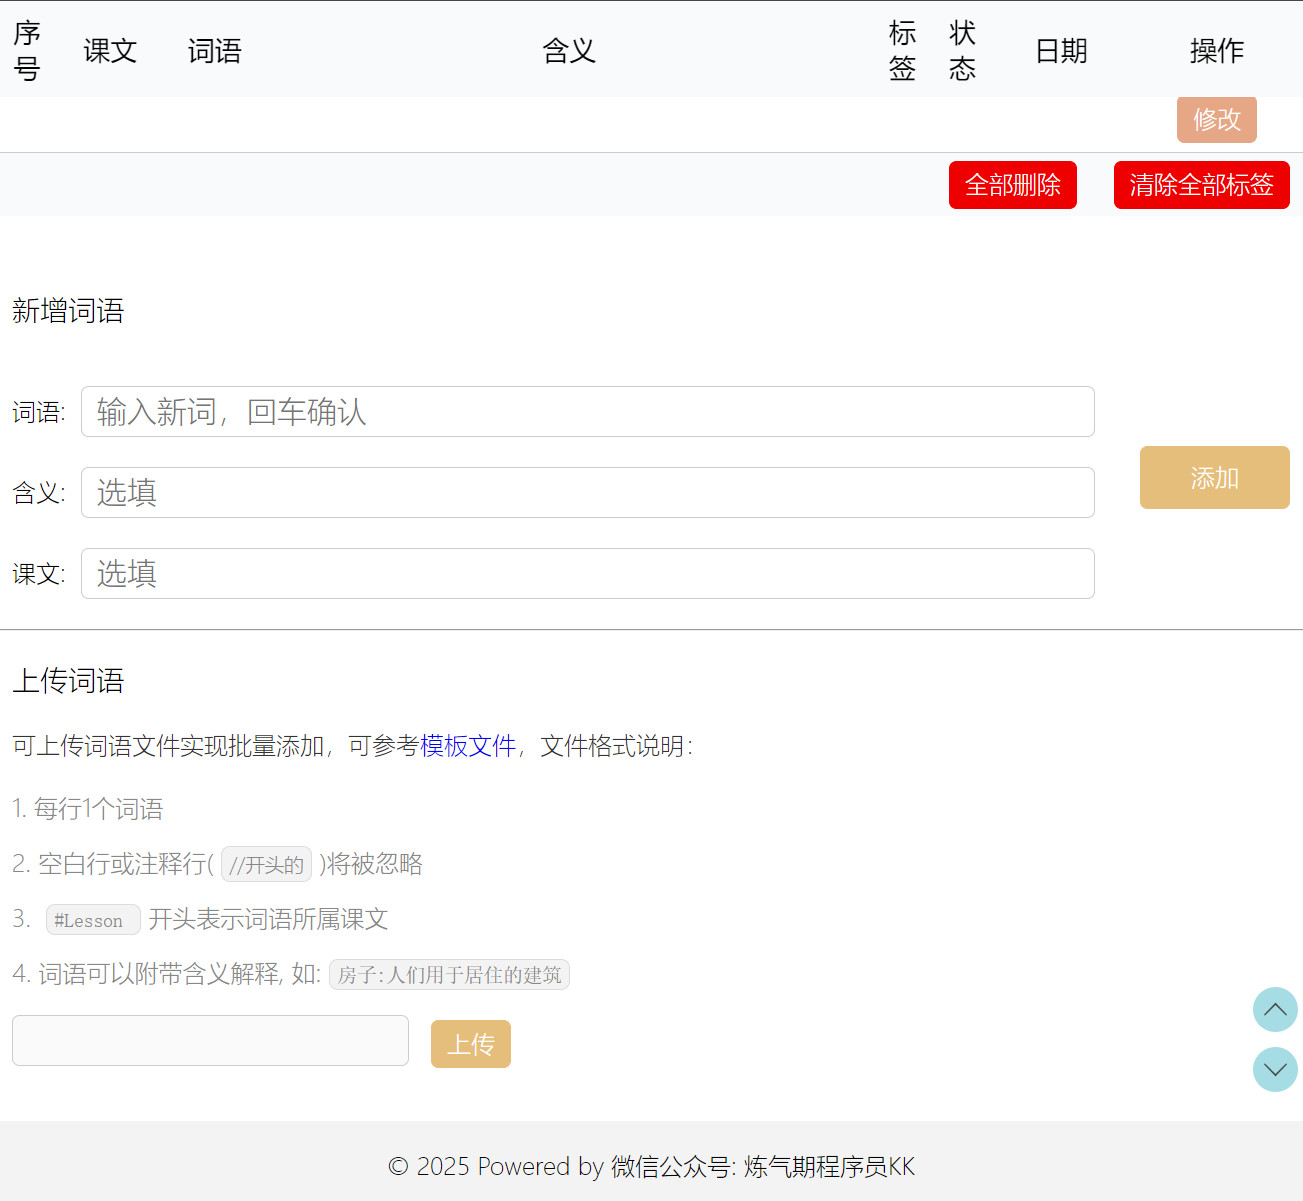 序号 课文 词语 含义 标签 状态 日期 操作
修改
全部删除 清除全部标签
新增词语
词语: 输入新词，回车确认
含义: 选填
添加
课文: 选填
上传词语
可上传词语文件实现批量添加，可参考模板文件，文件格式说明：
1. 每行1个词语
2. 空白行或注释行( //开头的 )将被忽略
3. #Lesson 开头表示词语所属课文
4. 词语可以附带含义解释, 如: 房子:人们用于居住的建筑
上传
© 2025 Powered by 微信公众号: 炼气期程序员KK